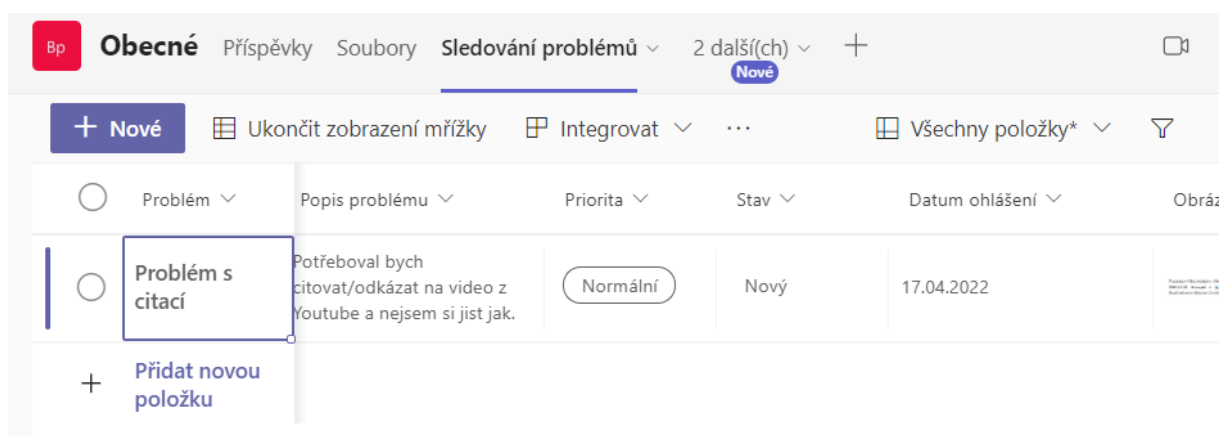 Bp Obecné Příspěvky Soubory Sledování problémů 2 další(ch)
Nové
Nové Ukončit zobrazení mřížky Integrovat ... Všechny položky*
Problém Popis problému Priorita Stav Datum ohlášení Obráz
Problém s citací
Potřeboval bych
citovat/odkázat na video z
Youtube a nejsem si jist jak.
Normální Nový 17.04.2022
Přidat novou
položku